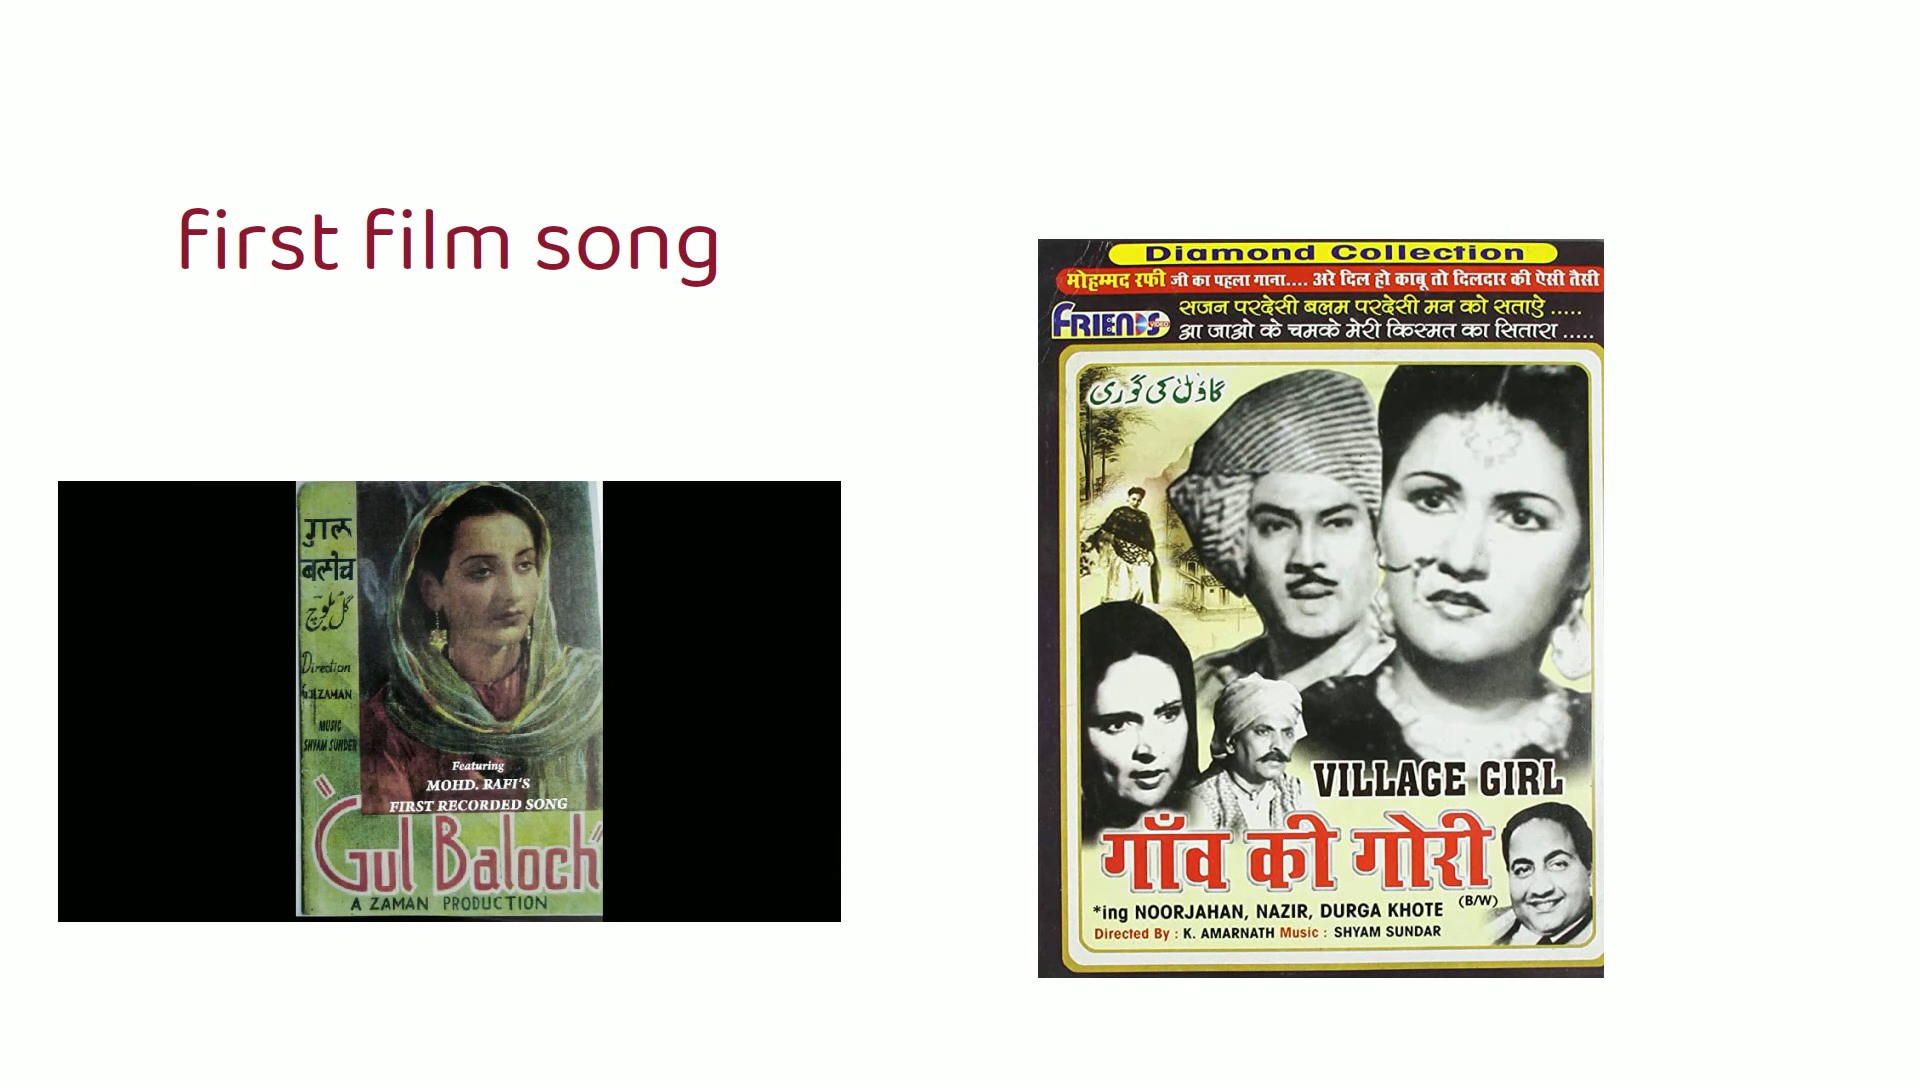 first film song
गुल
बलोच
گل بلوچ
Direction
GULZAMAN
MUSIC
SHYAM SUNDER
Featuring
MOHD. RAFI'S
FIRST RECORDED SONG
"Gul Baloch"
A ZAMAN PRODUCTION
Diamond Collection
मोहम्मद रफी जी का पहला गाना.... अरे दिल हो काबू तो दिलदार की ऐसी तैसी
FRIENDS VIDEO
सजन परदेसी बलम परदेसी मन को सताऐ .....
आ जाओ के चमके मेरी किस्मत का सितारा .....
گاؤں کی گوری
VILLAGE GIRL
गाँव की गोरी
(B/W)
*ing NOORJAHAN, NAZIR, DURGA KHOTE
Directed By : K. AMARNATH Music : SHYAM SUNDAR